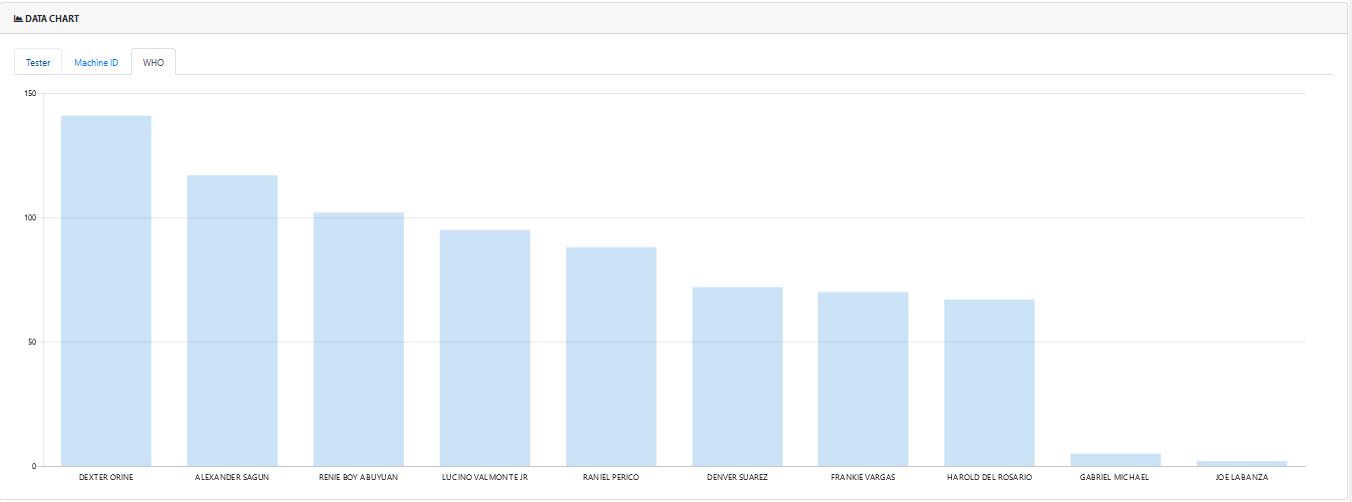 DATA CHART
Tester Machine ID WHO
150
100
50
0
DEXTER ORINE ALEXANDER SAGUN RENIE BOY ABUYUAN LUCINO VALMONTE JR RANIEL PERICO DENVER SUAREZ FRANKIE VARGAS HAROLD DEL ROSARIO GABRIEL MICHAEL JOE LABANZA